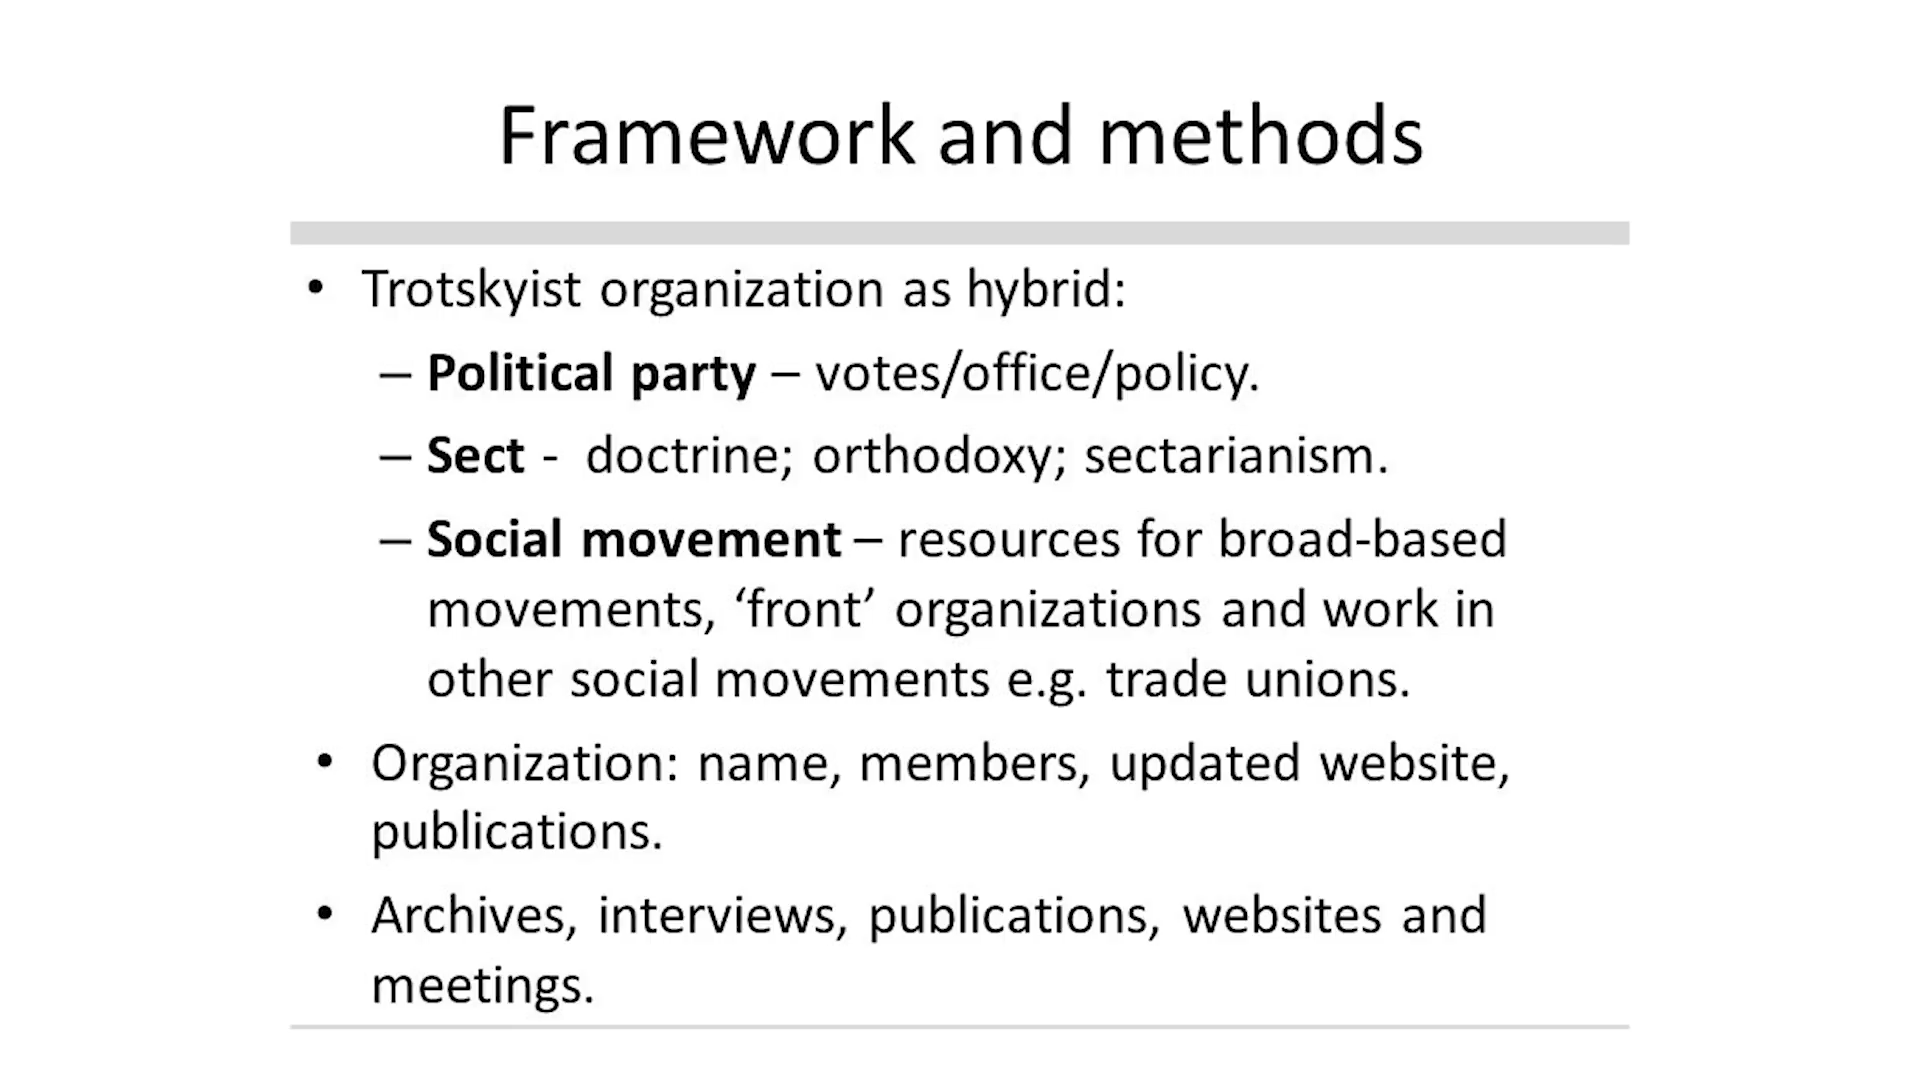 Framework and methods
• Trotskyist organization as hybrid:
– Political party – votes/office/policy.
– Sect - doctrine; orthodoxy; sectarianism.
– Social movement – resources for broad-based
movements, ‘front’ organizations and work in
other social movements e.g. trade unions.
• Organization: name, members, updated website,
publications.
• Archives, interviews, publications, websites and
meetings.